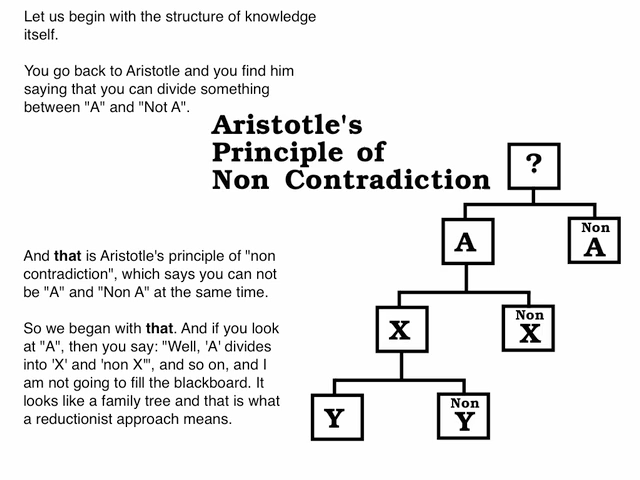 Let us begin with the structure of knowledge
itself.
You go back to Aristotle and you find him
saying that you can divide something
between "A" and "Not A".
Aristotle's
Principle of
Non Contradiction
?
A
Non
A
And that is Aristotle's principle of "non
contradiction", which says you can not
be "A" and "Non A" at the same time.
So we began with that. And if you look
at "A", then you say: "Well, 'A' divides
into 'X' and 'non X'", and so on, and I
am not going to fill the blackboard. It
looks like a family tree and that is what
a reductionist approach means.
X
Non
X
Y
Non
Y